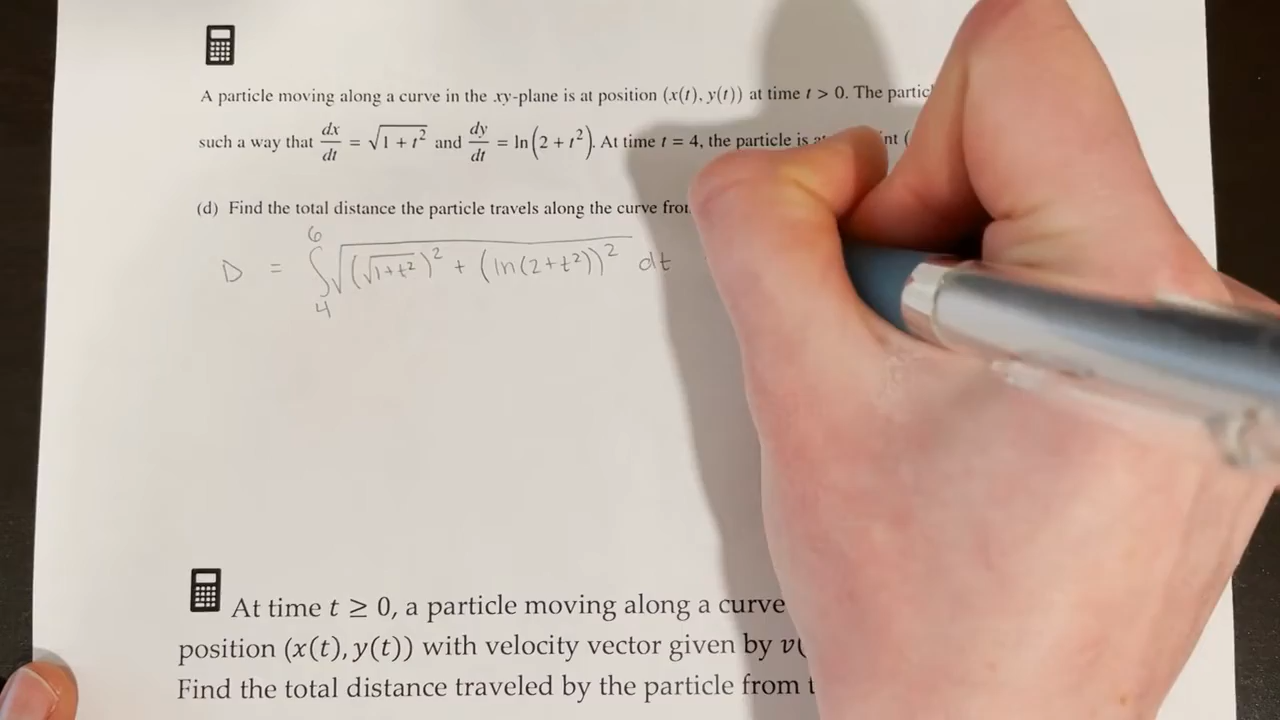 A particle moving along a curve in the xy-plane is at position (x(t), y(t)) at time t > 0. The
such a way that dx/dt = √(1 + t²) and dy/dt = ln(2 + t²). At time t = 4, the particle is
(d) Find the total distance the particle travels along the curve
D = ∫₄⁶ √((√(1+t²))² + (ln(2+t²))²) dt
At time t ≥ 0, a particle moving along a curve
position (x(t), y(t)) with velocity vector given by
Find the total distance traveled by the particle from